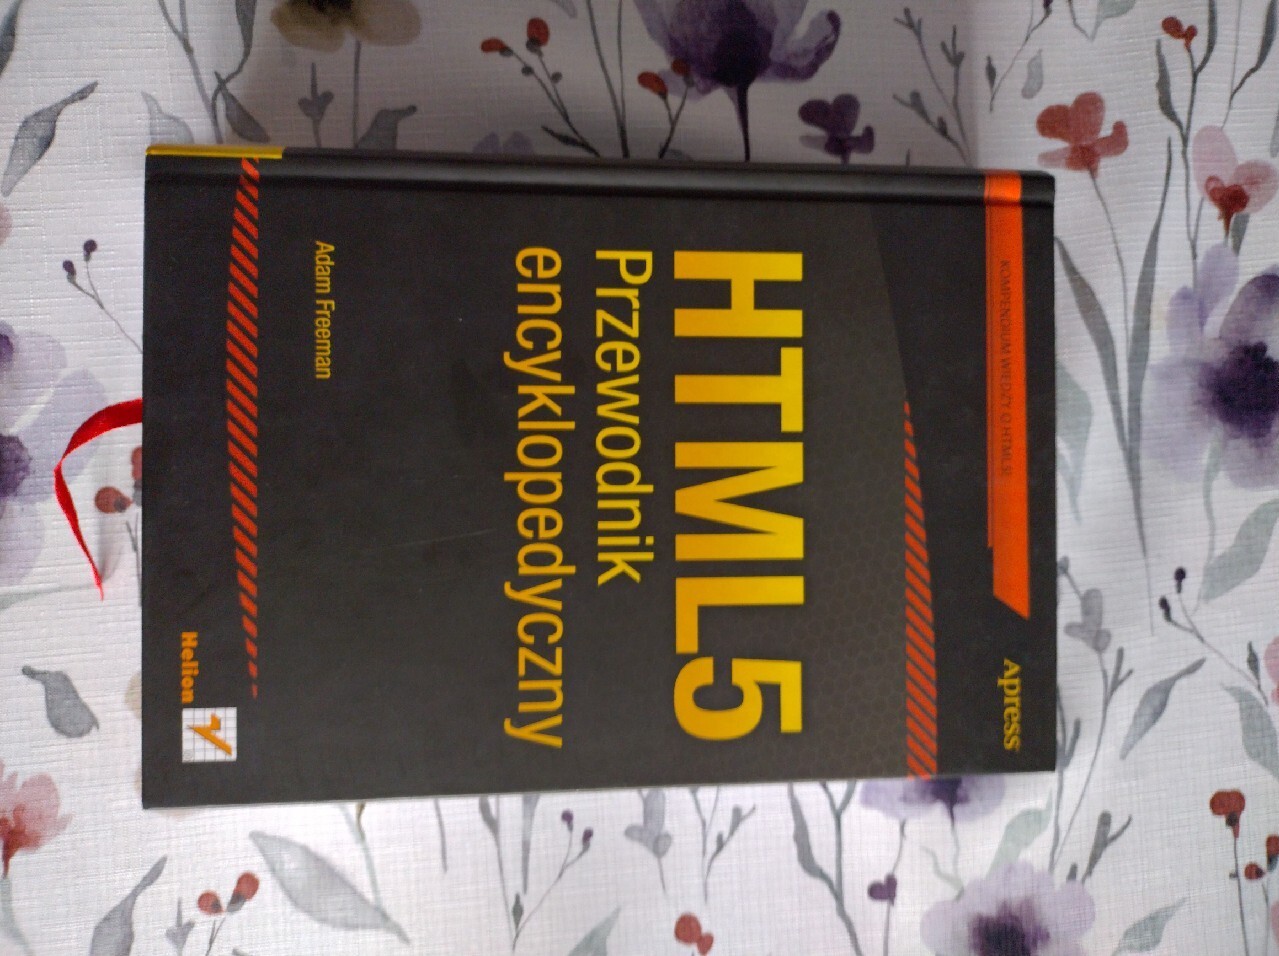 KOMPENDIUM WIEDZY O HTML5!
Apress
HTML5
Przewodnik
encyklopedyczny
Adam Freeman
Helion